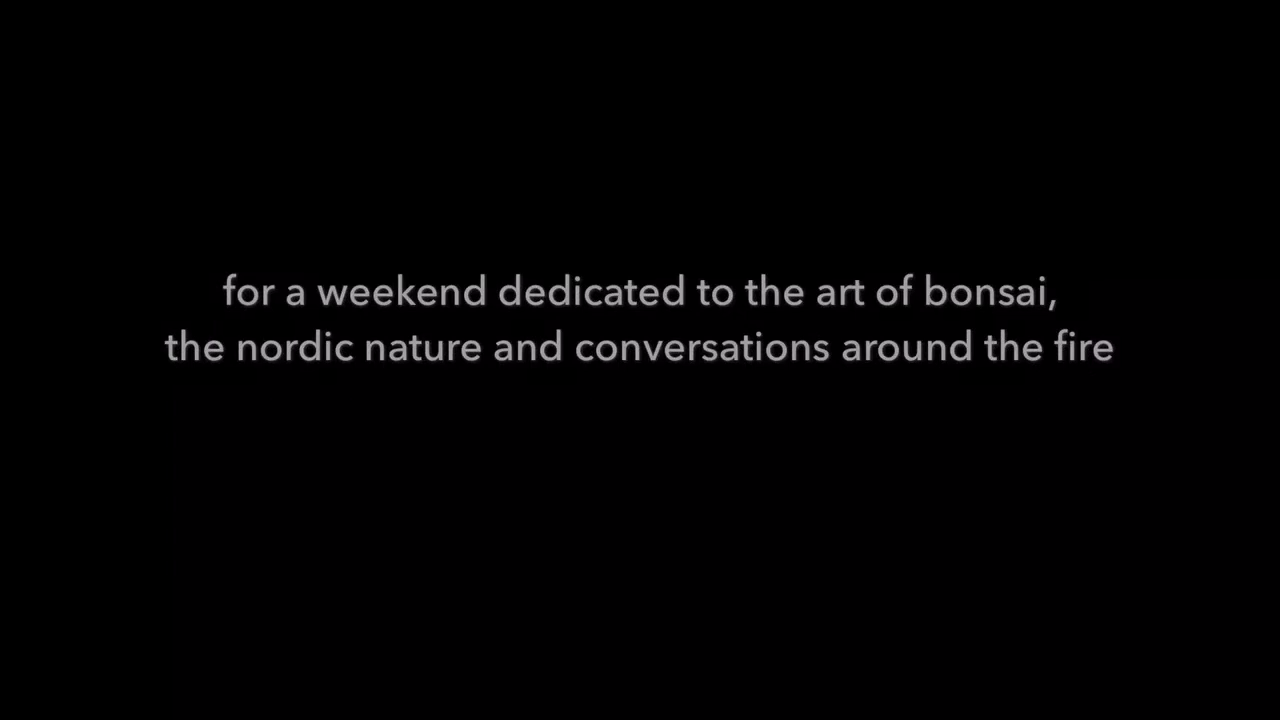 for a weekend dedicated to the art of bonsai,
the nordic nature and conversations around the fire